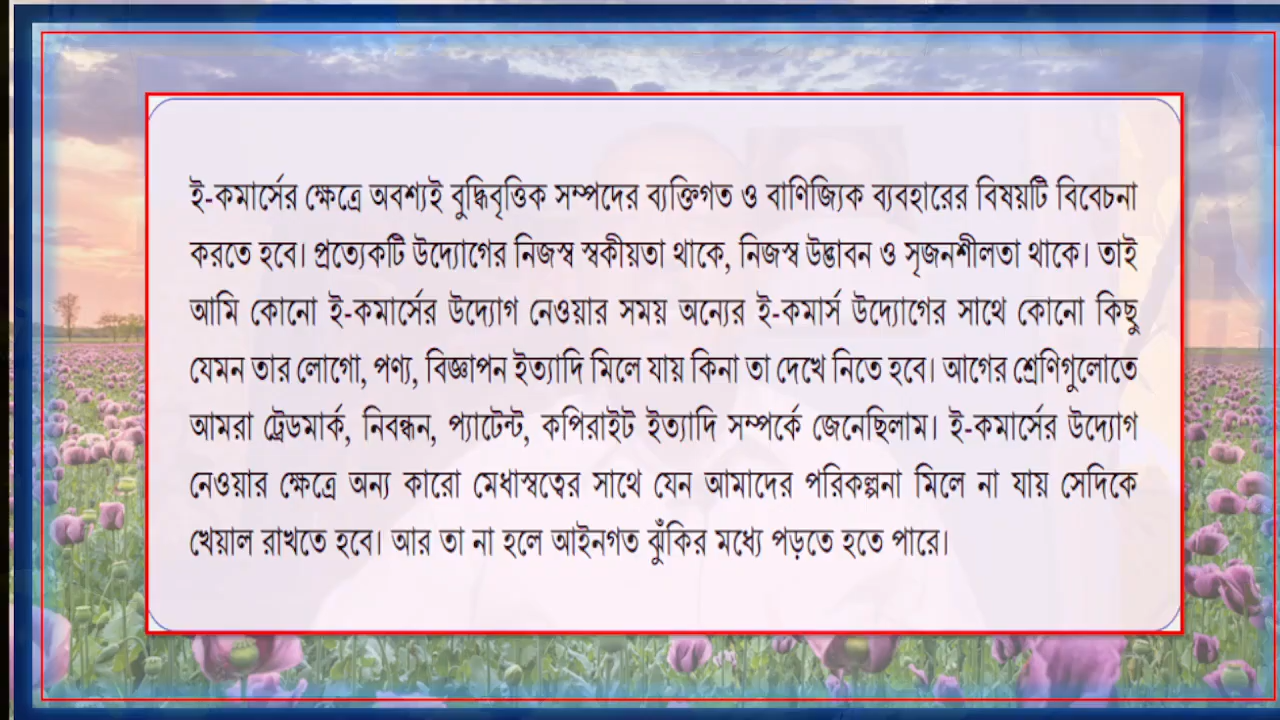 ই-কমার্সের ক্ষেত্রে অবশ্যই বুদ্ধিবৃত্তিক সম্পদের ব্যক্তিগত ও বাণিজ্যিক ব্যবহারের বিষয়টি বিবেচনা
করতে হবে। প্রত্যেকটি উদ্যোগের নিজস্ব স্বকীয়তা থাকে, নিজস্ব উদ্ভাবন ও সৃজনশীলতা থাকে। তাই
আমি কোনো ই-কমার্সের উদ্যোগ নেওয়ার সময় অন্যের ই-কমার্স উদ্যোগের সাথে কোনো কিছু
যেমন তার লোগো, পণ্য, বিজ্ঞাপন ইত্যাদি মিলে যায় কিনা তা দেখে নিতে হবে। আগের শ্রেণিগুলোতে
আমরা ট্রেডমার্ক, নিবন্ধন, প্যাটেন্ট, কপিরাইট ইত্যাদি সম্পর্কে জেনেছিলাম। ই-কমার্সের উদ্যোগ
নেওয়ার ক্ষেত্রে অন্য কারো মেধাস্বত্বের সাথে যেন আমাদের পরিকল্পনা মিলে না যায় সেদিকে
খেয়াল রাখতে হবে। আর তা না হলে আইনগত ঝুঁকির মধ্যে পড়তে হতে পারে।